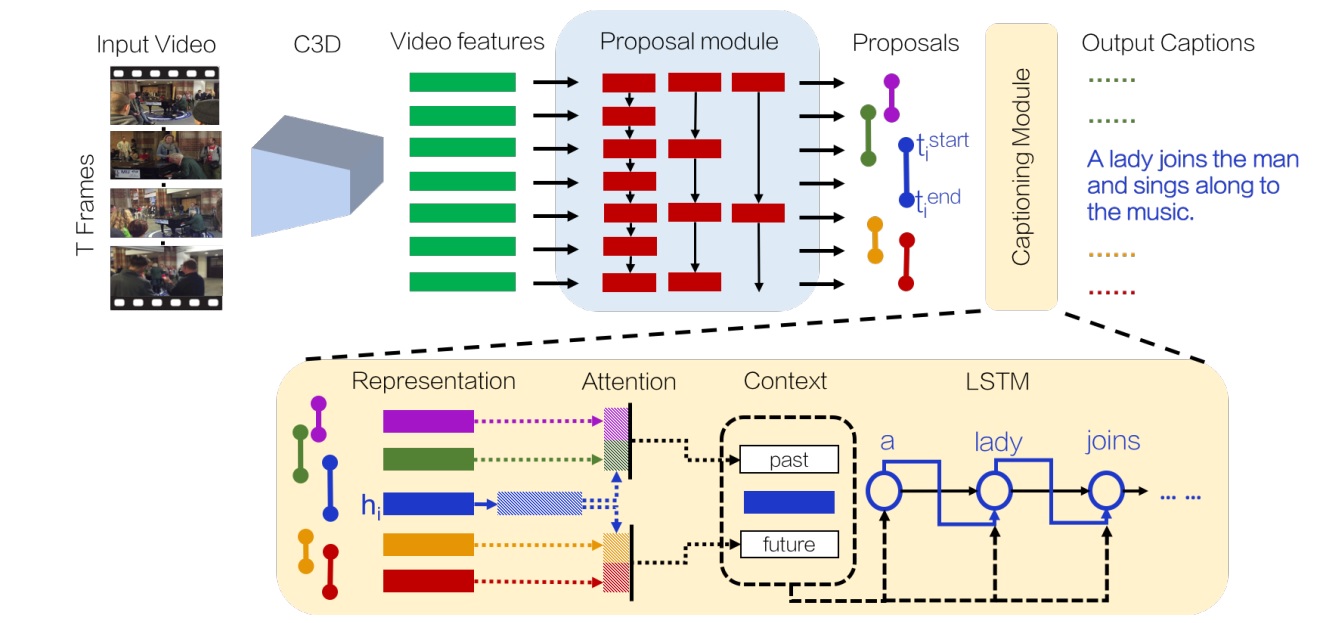 Input Video
C3D
Video features
Proposal module
Proposals
Captioning Module
Output Captions
T Frames
t_i^start
t_i^end
......
......
A lady joins the man
and sings along to
the music.
......
......
Representation
Attention
Context
LSTM
h_i
past
future
a
lady
joins
... ...